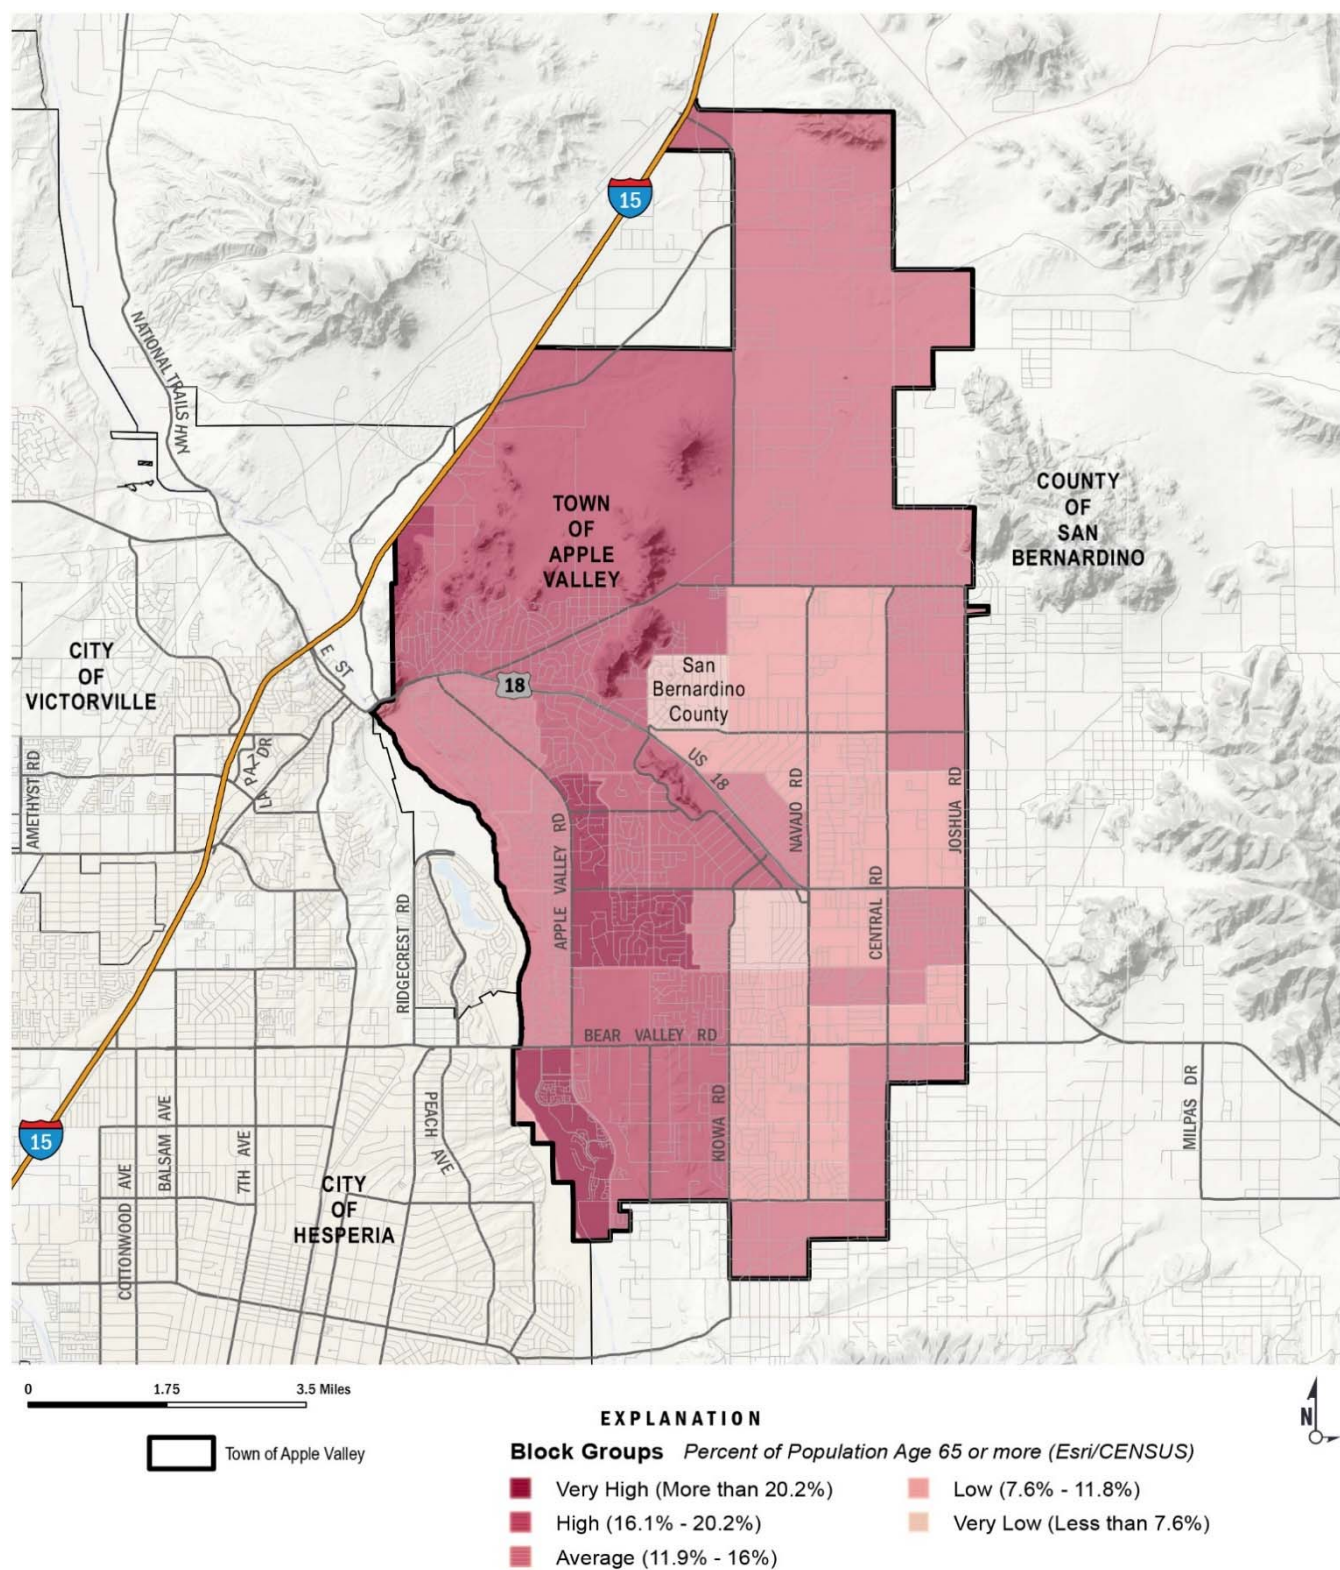 15
NATIONAL TRAILS HWY
TOWN
OF
APPLE
VALLEY
COUNTY
OF
SAN
BERNARDINO
CITY
OF
VICTORVILLE
E ST
18
San
Bernardino
County
US 18
LA PAZ DR
AMETHYST RD
NAVAJO RD
JOSHUA RD
APPLE VALLEY RD
CENTRAL RD
RIDGECREST RD
BEAR VALLEY RD
KIOWA RD
PEACH AVE
MILPAS DR
15
BALSAM AVE
7TH AVE
COTTONWOOD AVE
CITY
OF
HESPERIA
0 1.75 3.5 Miles
N
Town of Apple Valley
EXPLANATION
Block Groups Percent of Population Age 65 or more (Esri/CENSUS)
Very High (More than 20.2%)
High (16.1% - 20.2%)
Average (11.9% - 16%)
Low (7.6% - 11.8%)
Very Low (Less than 7.6%)